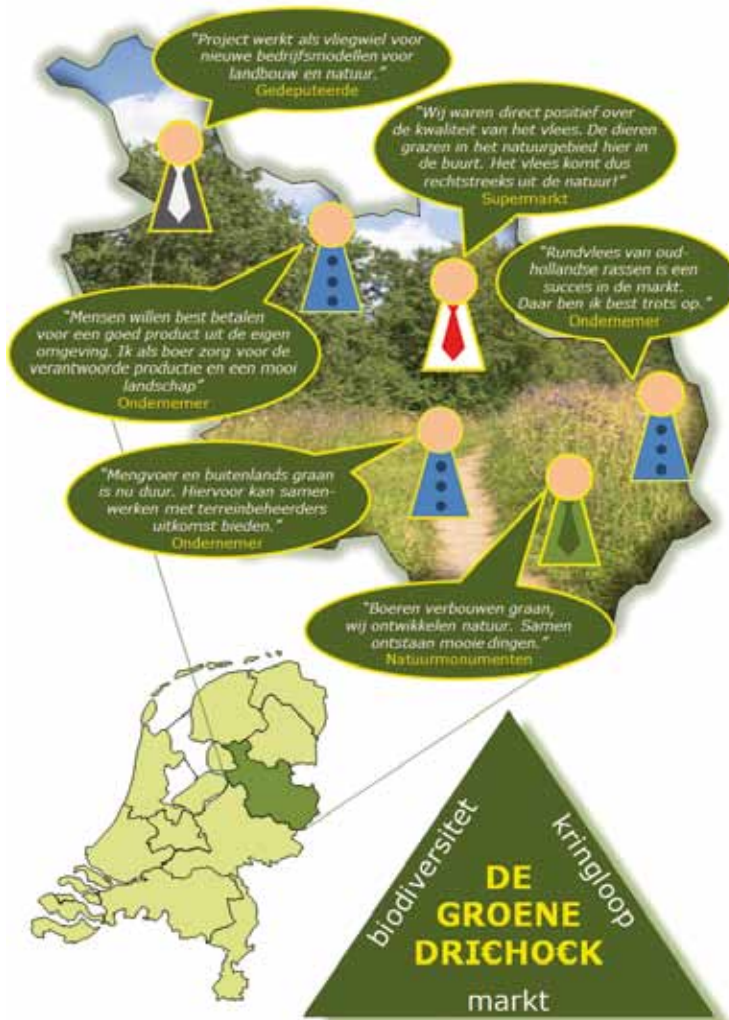 "Project werkt als vliegwiel voor
nieuwe bedrijfsmodellen voor
landbouw en natuur."
Gedeputeerde
"Wij waren direct positief over
de kwaliteit van het vlees. De dieren
grazen in het natuurgebied hier in
de buurt. Het vlees komt dus
rechtstreeks uit de natuur!"
Supermarkt
"Rundvlees van oud-
hollandse rassen is een
succes in de markt.
Daar ben ik best trots op."
Ondernemer
"Mensen willen best betalen
voor een goed product uit de eigen
omgeving. Ik als boer zorg voor de
verantwoorde productie en een mooi
landschap"
Ondernemer
"Mengvoer en buitenlands graan
is nu duur. Hiervoor kan samen-
werken met terreinbeheerders
uitkomst bieden."
Ondernemer
"Boeren verbouwen graan,
wij ontwikkelen natuur. Samen
ontstaan mooie dingen."
Natuurmonumenten
biodiversitet
kringloop
DE
GROENE
DRI€HO€K
markt